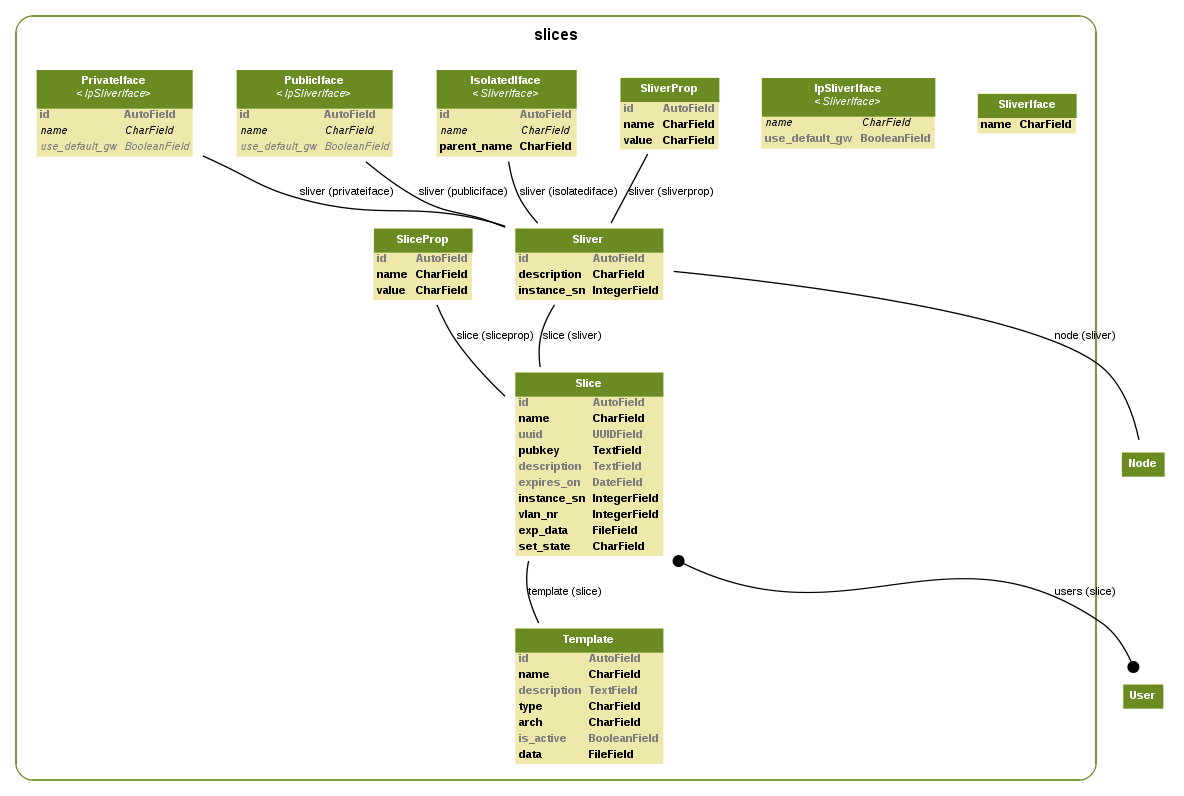 slices
PrivateIface
< IpSliverIface>
id AutoField
name CharField
use_default_gw BooleanField
PublicIface
< IpSliverIface>
id AutoField
name CharField
use_default_gw BooleanField
IsolatedIface
< SliverIface>
id AutoField
name CharField
parent_name CharField
SliverProp
id AutoField
name CharField
value CharField
IpSliverIface
< SliverIface>
name CharField
use_default_gw BooleanField
SliverIface
name CharField
sliver (privateiface)
sliver (publiciface)
sliver (isolatediface)
sliver (sliverprop)
SliceProp
id AutoField
name CharField
value CharField
Sliver
id AutoField
description CharField
instance_sn IntegerField
slice (sliceprop)
slice (sliver)
node (sliver)
Slice
id AutoField
name CharField
uuid UUIDField
pubkey TextField
description TextField
expires_on DateField
instance_sn IntegerField
vlan_nr IntegerField
exp_data FileField
set_state CharField
Node
template (slice)
users (slice)
Template
id AutoField
name CharField
description TextField
type CharField
arch CharField
is_active BooleanField
data FileField
User